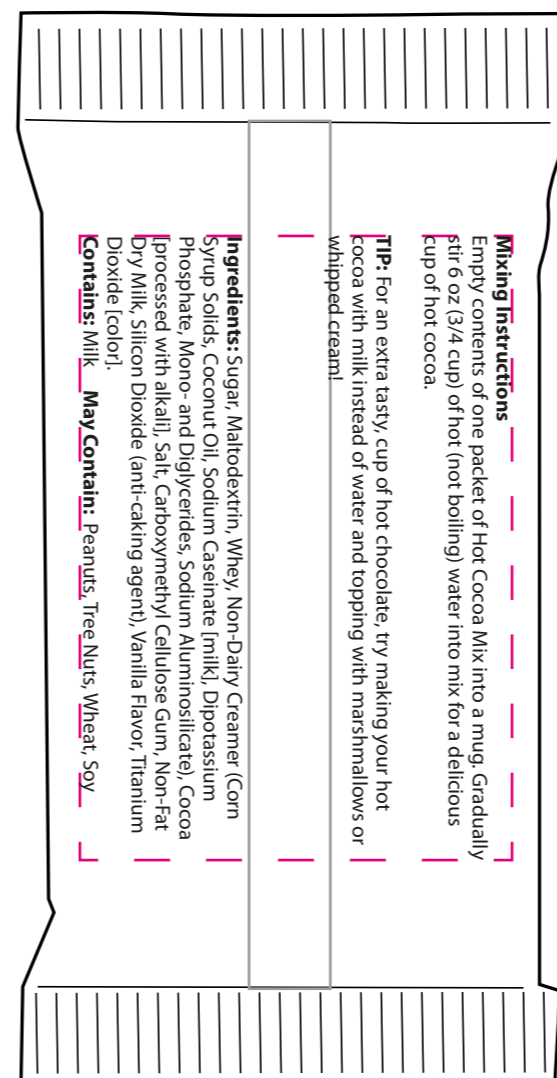 Mixing Instructions
Empty contents of one packet of Hot Cocoa Mix into a mug. Gradually
stir 6 oz (3/4 cup) of hot (not boiling) water into mix for a delicious
cup of hot cocoa.
TIP: For an extra tasty, cup of hot chocolate, try making your hot
cocoa with milk instead of water and topping with marshmallows or
whipped cream!
Ingredients: Sugar, Maltodextrin, Whey, Non-Dairy Creamer (Corn
Syrup Solids, Coconut Oil, Sodium Caseinate [milk], Dipotassium
Phosphate, Mono- and Diglycerides, Sodium Aluminosilicate), Cocoa
[processed with alkali], Salt, Carboxymethyl Cellulose Gum, Non-Fat
Dry Milk, Silicon Dioxide (anti-caking agent), Vanilla Flavor, Titanium
Dioxide [color].
Contains: Milk May Contain: Peanuts, Tree Nuts, Wheat, Soy